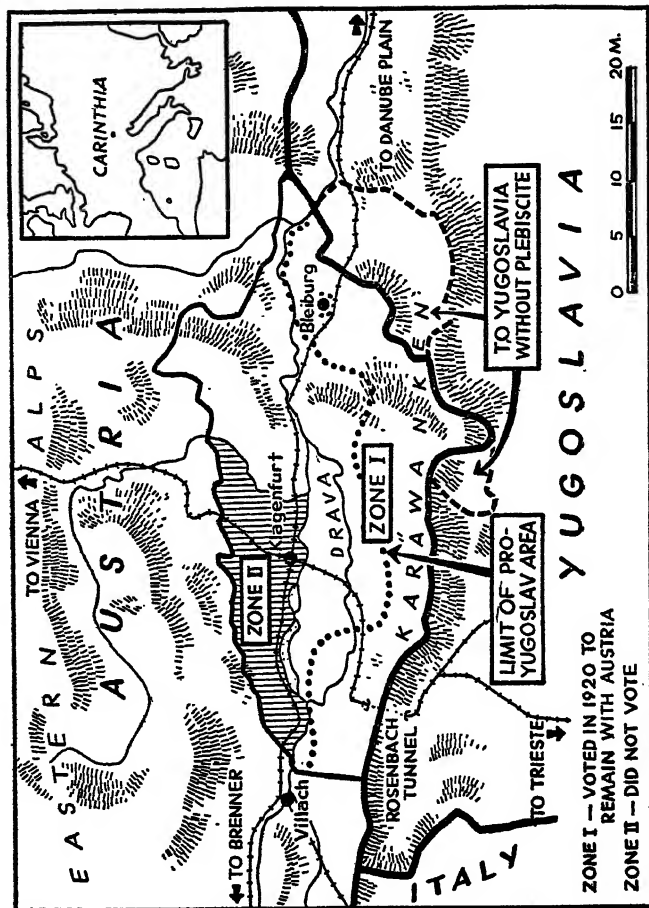 CARINTHIA
TO VIENNA
EASTERN ALPS
AUSTRIA
TO BRENNER
Villach
ZONE II
Klagenfurt
DRAVA
Bleiburg
TO DANUBE PLAIN
ZONE I
KARAWANKEN
ROSENBACH
TUNNEL
LIMIT OF PRO-
YUGOSLAV AREA
TO YUGOSLAVIA
WITHOUT PLEBISCITE
ITALY
TO TRIESTE
YUGOSLAVIA
ZONE I — VOTED IN 1920 TO
REMAIN WITH AUSTRIA
ZONE II — DID NOT VOTE
0 5 10 20 M.